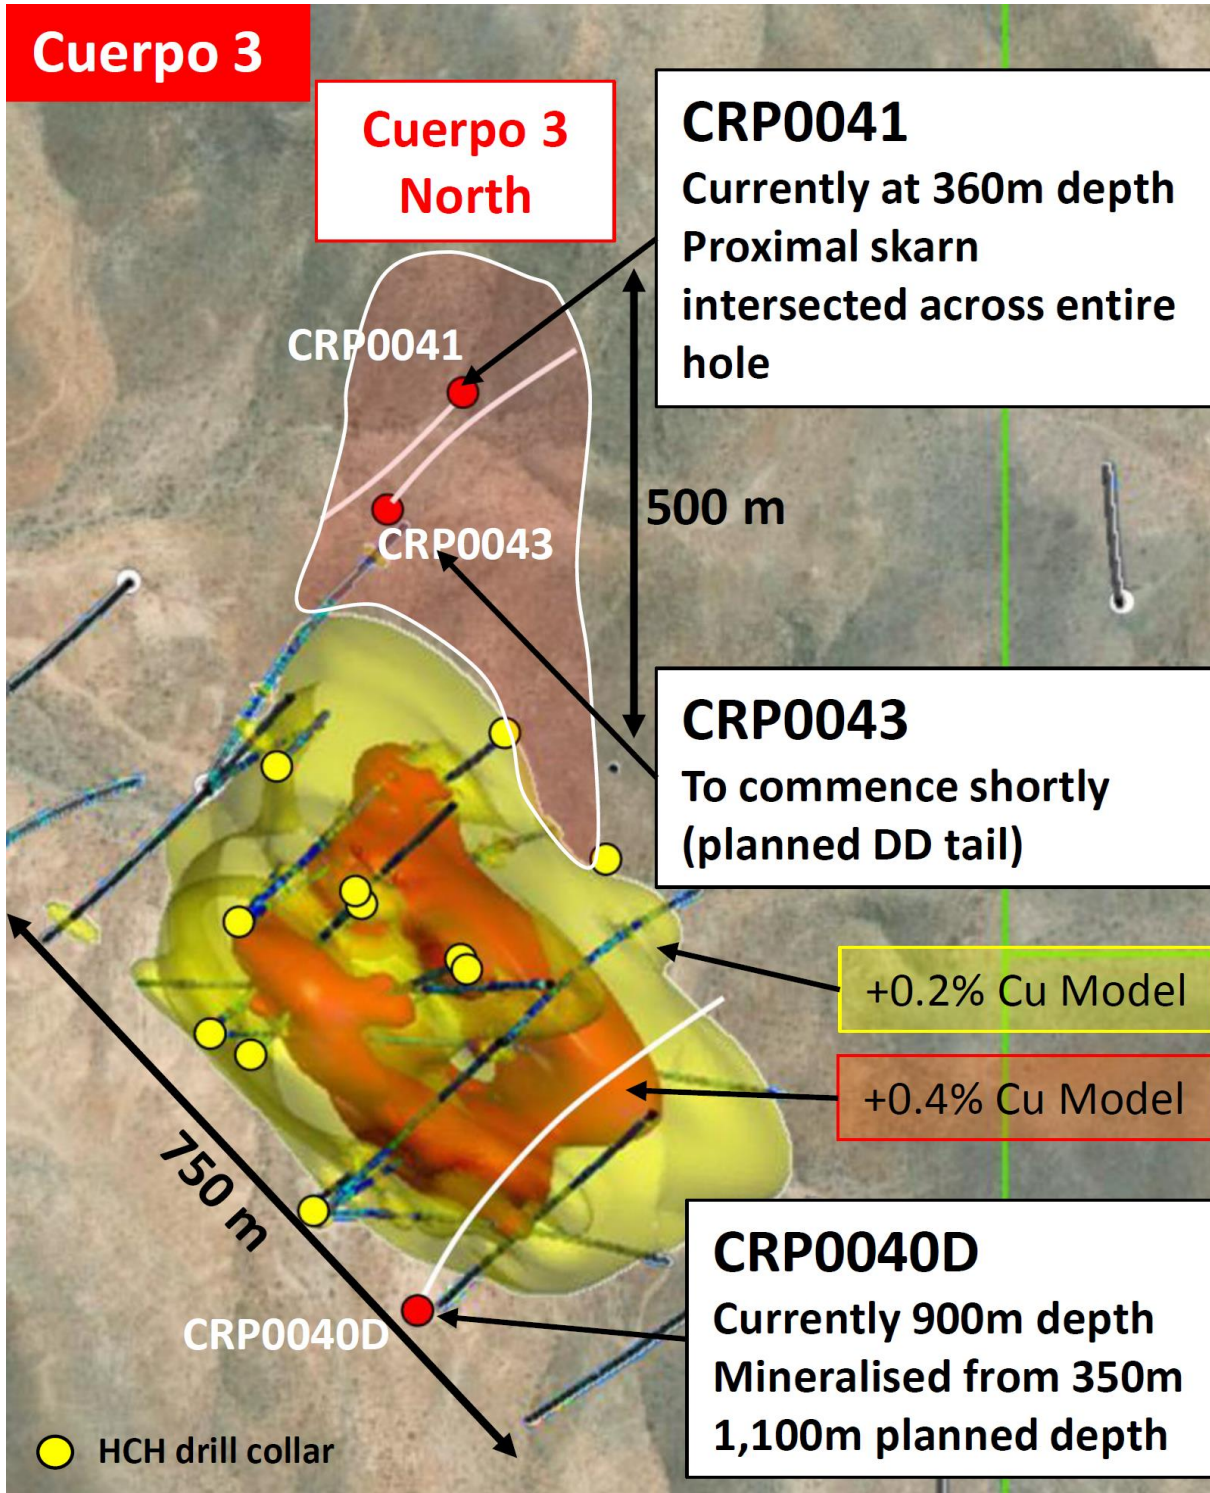 Cuerpo 3
Cuerpo 3
North
CRP0041
Currently at 360m depth
Proximal skarn
intersected across entire
hole
CRP0041
500 m
CRP0043
CRP0043
To commence shortly
(planned DD tail)
+0.2% Cu Model
+0.4% Cu Model
750 m
CRP0040D
Currently 900m depth
Mineralised from 350m
1,100m planned depth
CRP0040D
HCH drill collar